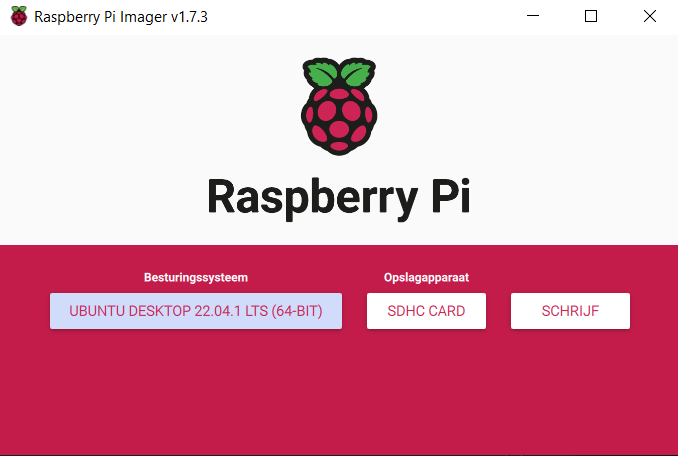 Raspberry Pi Imager v1.7.3
Raspberry Pi
Besturingssysteem
Opslagapparaat
UBUNTU DESKTOP 22.04.1 LTS (64-BIT)
SDHC CARD
SCHRIJF